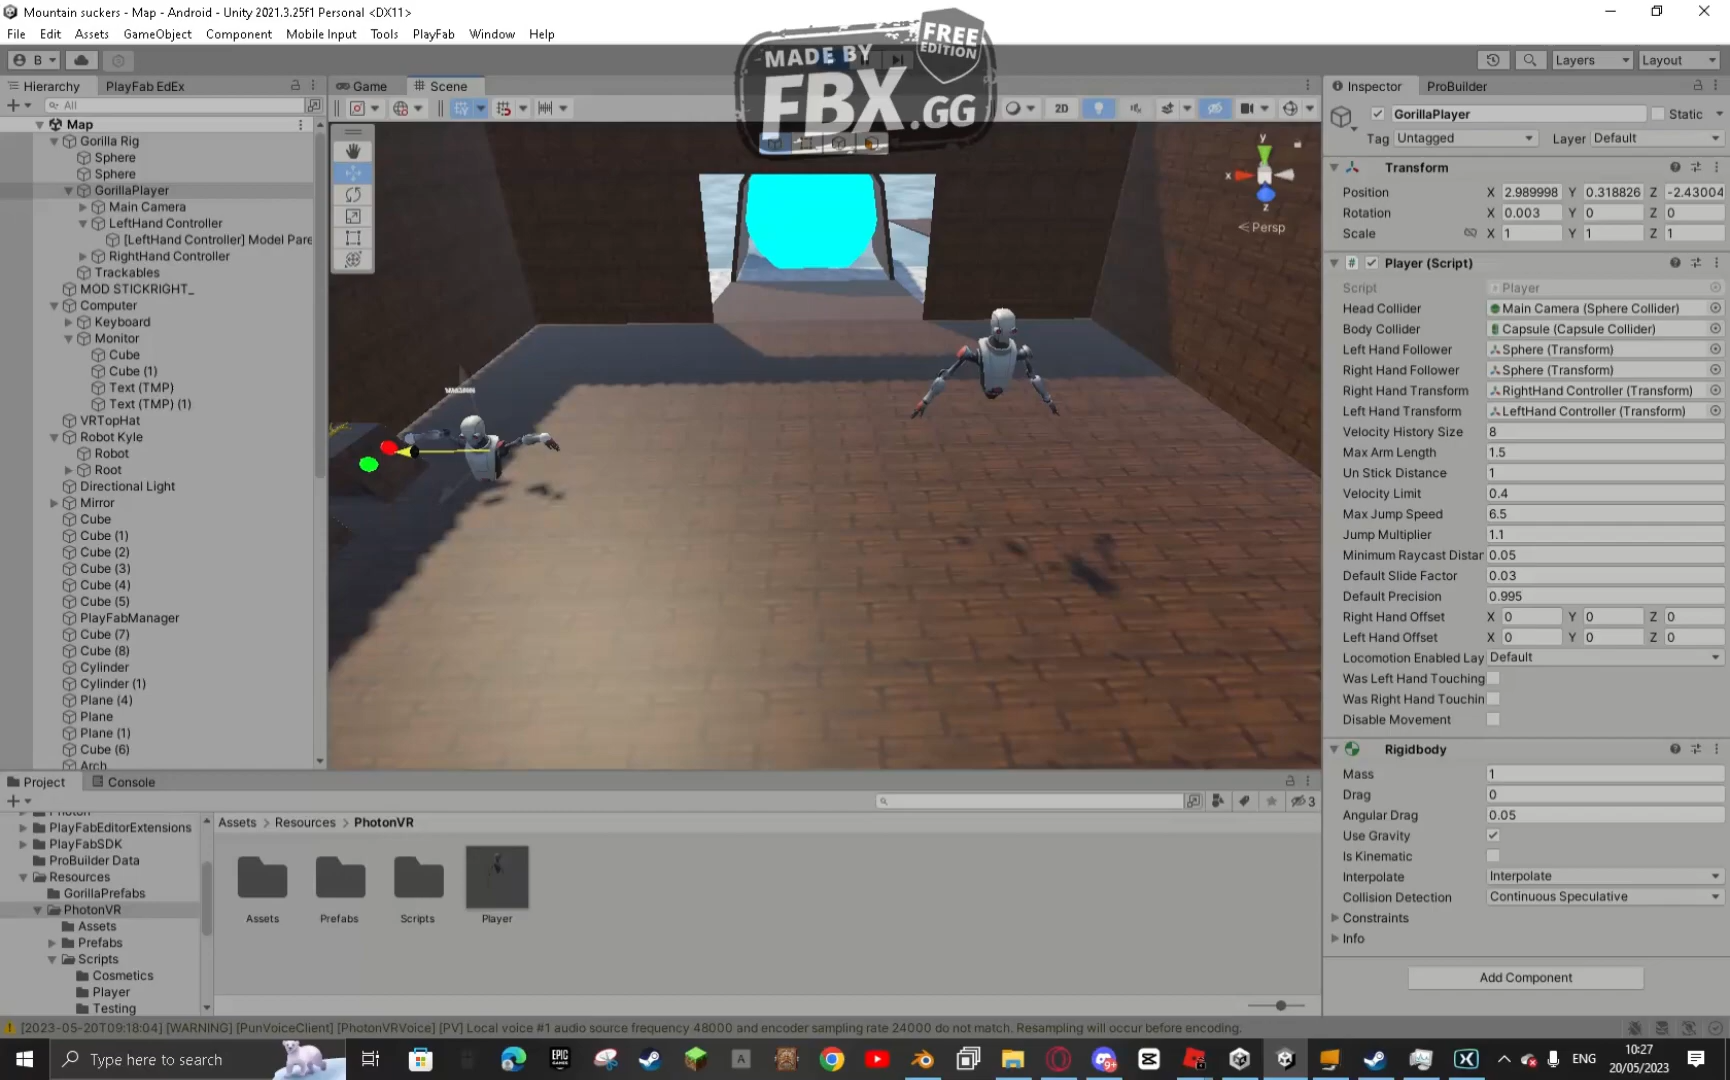 Mountain suckers - Map - Android - Unity 2021.3.25f1 Personal <DX11>
File Edit Assets GameObject Component Mobile Input Tools PlayFab Window Help
MADE BY
FBX.GG
FREE
EDITION
B
Layers
Layout
Hierarchy
PlayFab EdEx
Game
Scene
Inspector
ProBuilder
All
2D
GorillaPlayer
Static
Tag Untagged
Layer Default
Map
Gorilla Rig
Sphere
Sphere
GorillaPlayer
Main Camera
LeftHand Controller
[LeftHand Controller] Model Pare
RightHand Controller
Trackables
MOD STICKRIGHT_
Computer
Keyboard
Monitor
Cube
Cube (1)
Text (TMP)
Text (TMP) (1)
VRTopHat
Robot Kyle
Robot
Root
Directional Light
Mirror
Cube
Cube (1)
Cube (2)
Cube (3)
Cube (4)
Cube (5)
PlayFabManager
Cube (7)
Cube (8)
Cylinder
Cylinder (1)
Plane (4)
Plane
Plane (1)
Cube (6)
Arch
y
x
z
Persp
Transform
Position X 2.989998 Y 0.318826 Z -2.43004
Rotation X 0.003 Y 0 Z 0
Scale X 1 Y 1 Z 1
Player (Script)
Script Player
Head Collider Main Camera (Sphere Collider)
Body Collider Capsule (Capsule Collider)
Left Hand Follower Sphere (Transform)
Right Hand Follower Sphere (Transform)
Right Hand Transform RightHand Controller (Transform)
Left Hand Transform LeftHand Controller (Transform)
Velocity History Size 8
Max Arm Length 1.5
Un Stick Distance 1
Velocity Limit 0.4
Max Jump Speed 6.5
Jump Multiplier 1.1
Minimum Raycast Distar 0.05
Default Slide Factor 0.03
Default Precision 0.995
Right Hand Offset X 0 Y 0 Z 0
Left Hand Offset X 0 Y 0 Z 0
Locomotion Enabled Lay Default
Was Left Hand Touching
Was Right Hand Touchin
Disable Movement
Rigidbody
Mass 1
Drag 0
Angular Drag 0.05
Use Gravity
Is Kinematic
Interpolate Interpolate
Collision Detection Continuous Speculative
Constraints
Info
Add Component
Project
Console
3
Photon
PlayFabEditorExtensions
PlayFabSDK
ProBuilder Data
Resources
GorillaPrefabs
PhotonVR
Assets
Prefabs
Scripts
Cosmetics
Player
Testing
Assets > Resources > PhotonVR
Assets
Prefabs
Scripts
Player
[2023-05-20T09:18:04] [WARNING] [PunVoiceClient] [PhotonVRVoice] [PV] Local voice #1 audio source frequency 48000 and encoder sampling rate 24000 do not match. Resampling will occur before encoding.
Type here to search
EPIC
GAMES
A
9+
ENG
10:27
20/05/2023